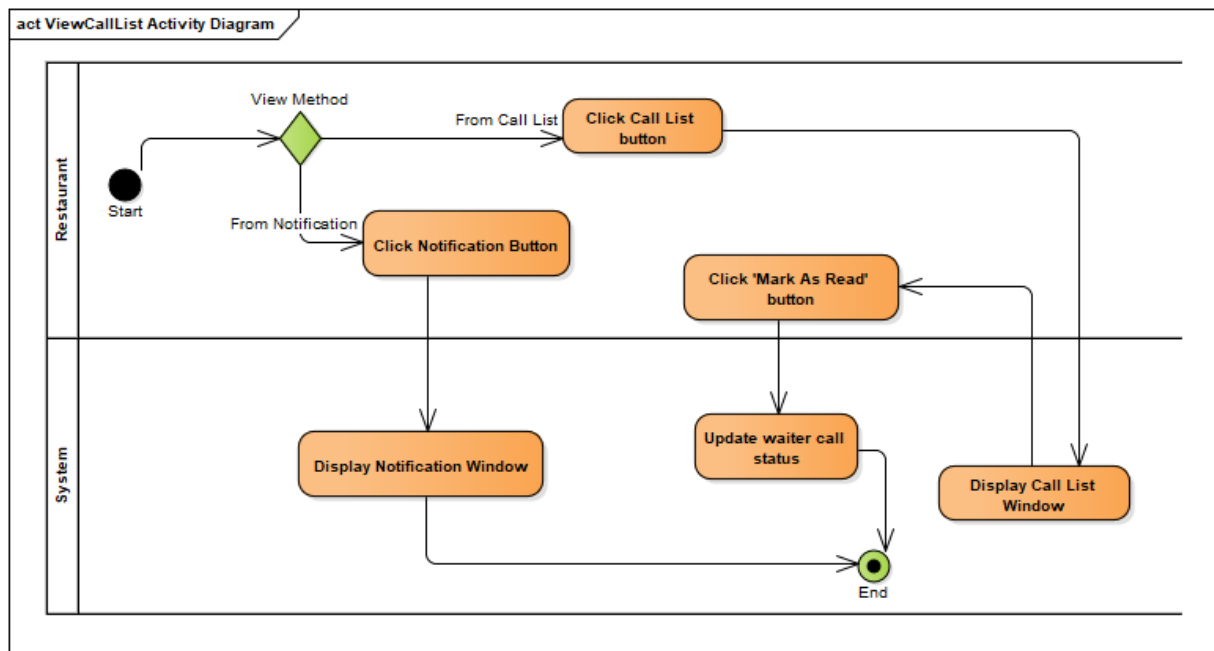 act ViewCallList Activity Diagram
Restaurant
View Method
From Call List
Click Call List
button
Start
From Notification
Click Notification Button
Click 'Mark As Read'
button
System
Display Notification Window
Update waiter call
status
Display Call List
Window
End